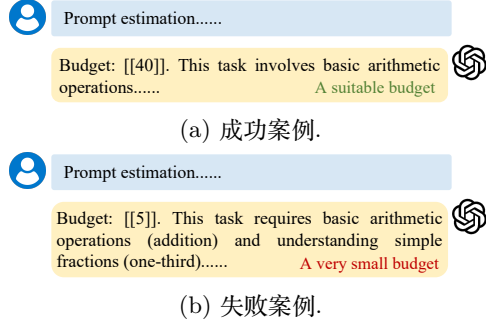 Prompt estimation......
Budget: [[40]]. This task involves basic arithmetic
operations...... A suitable budget
(a) 成功案例.
Prompt estimation......
Budget: [[5]]. This task requires basic arithmetic
operations (addition) and understanding simple
fractions (one-third)...... A very small budget
(b) 失败案例.